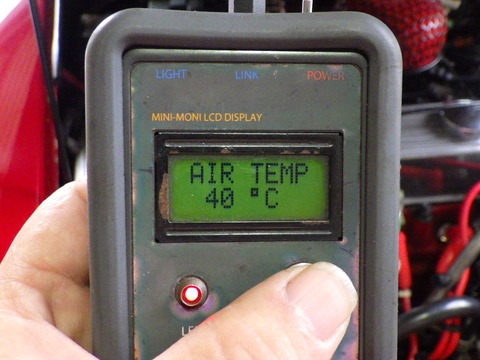 LIGHT LINK POWER
MINI-MONI LCD DISPLAY
AIR TEMP
40 °C